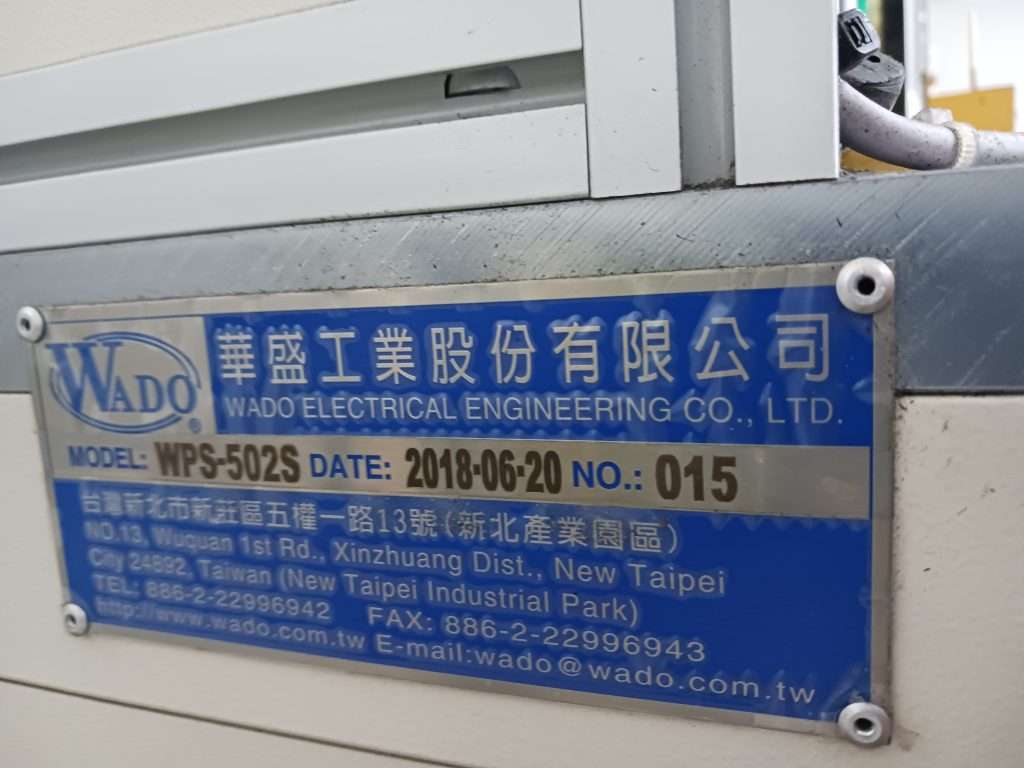 WADO®
華盛工業股份有限公司
WADO ELECTRICAL ENGINEERING CO., LTD.
MODEL: WPS-502S DATE: 2018-06-20 NO.: 015
台灣新北市新莊區五權一路13號(新北產業園區)
NO.13, Wuquan 1st Rd., Xinzhuang Dist., New Taipei
City 24892, Taiwan (New Taipei Industrial Park)
TEL: 886-2-22996942 FAX: 886-2-22996943
http://www.wado.com.tw E-mail:wado@wado.com.tw